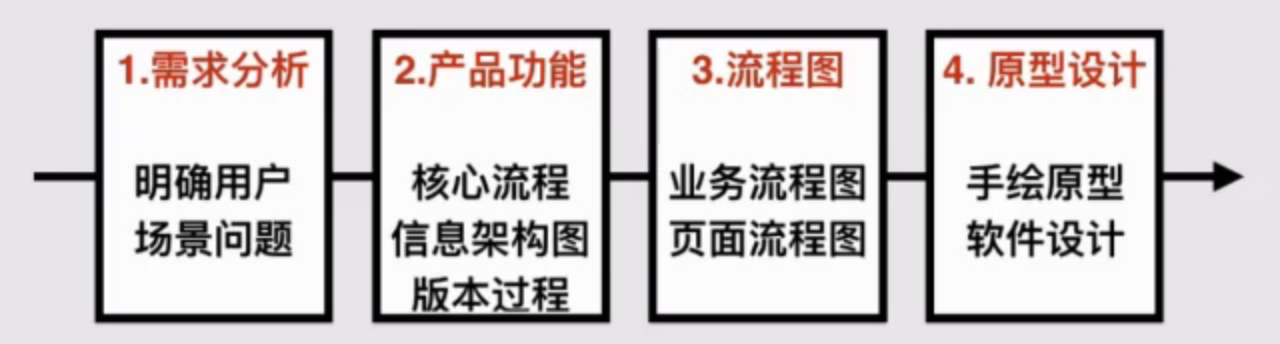 1.需求分析
明确用户
场景问题
2.产品功能
核心流程
信息架构图
版本过程
3.流程图
业务流程图
页面流程图
4. 原型设计
手绘原型
软件设计